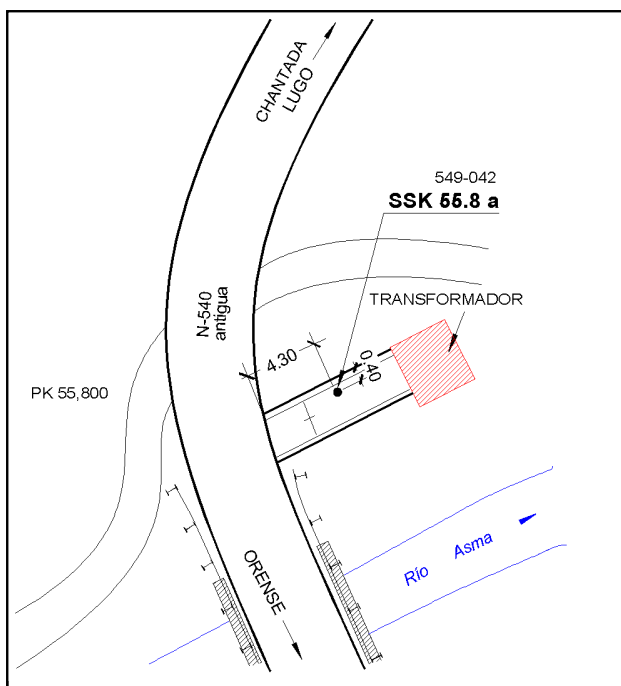 CHANTADA
LUGO
549-042
SSK 55.8 a
TRANSFORMADOR
N-540
antigua
4.30
0.40
PK 55,800
ORENSE
Río Asma